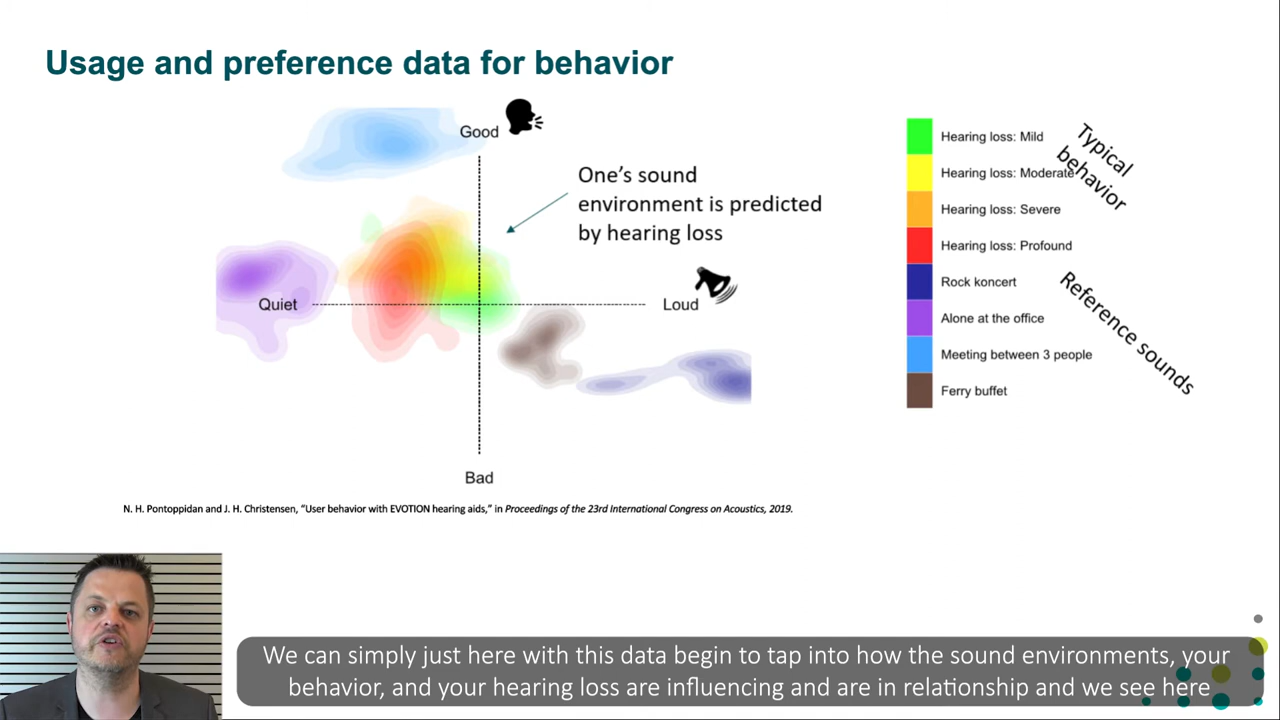 Usage and preference data for behavior
Good
One's sound
environment is predicted
by hearing loss
Quiet
Loud
Bad
Hearing loss: Mild
Hearing loss: Moderate
Hearing loss: Severe
Hearing loss: Profound
Rock koncert
Alone at the office
Meeting between 3 people
Ferry buffet
Typical
behavior
Reference sounds
N. H. Pontoppidan and J. H. Christensen, “User behavior with EVOTION hearing aids,” in Proceedings of the 23rd International Congress on Acoustics, 2019.
We can simply just here with this data begin to tap into how the sound environments, your
behavior, and your hearing loss are influencing and are in relationship and we see here